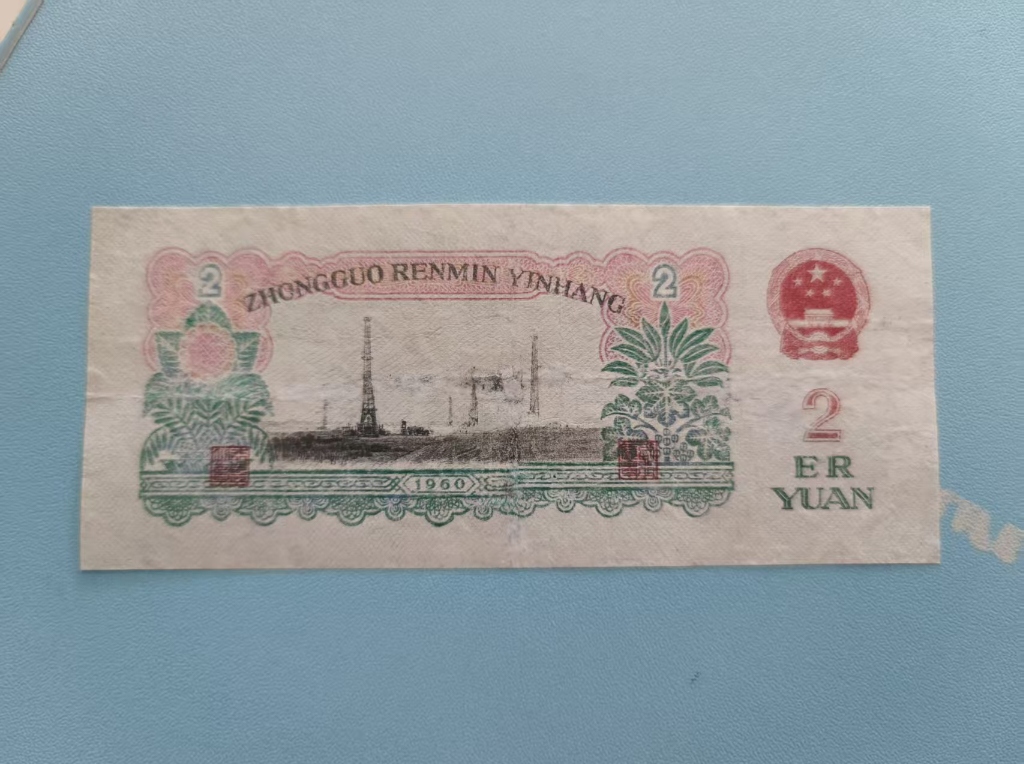 2
ZHONGGUO RENMIN YINHANG
2
1960
2
ER
YUAN